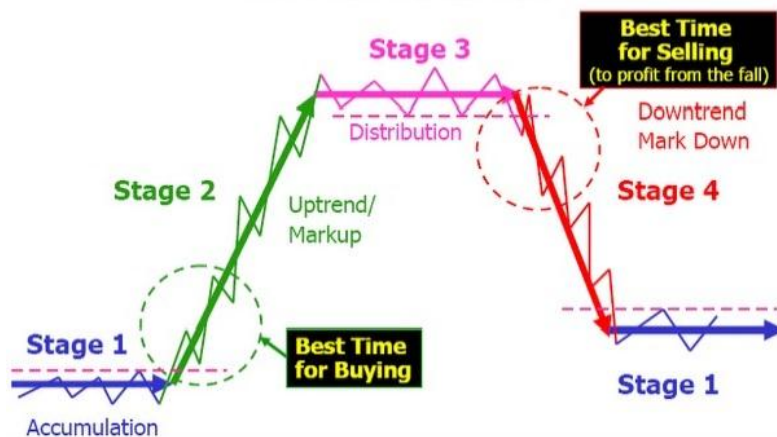 Stage 3
Best Time
for Selling
(to profit from the fall)
Distribution
Downtrend
Mark Down
Stage 2
Stage 4
Uptrend/
Markup
Stage 1
Best Time
for Buying
Stage 1
Accumulation